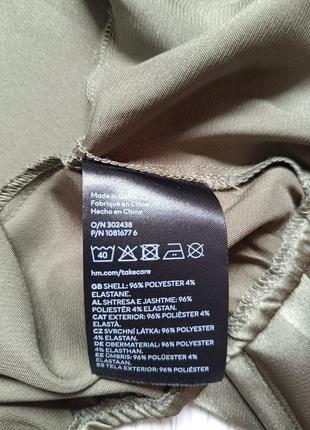 Made in China
Fabriqué en Chine
Hecho en China
O/N 302438
P/N 1081677 6
40
hm.com/takecare
GB SHELL: 96% POLYESTER 4%
ELASTANE.
AL SHTRESA E JASHTME: 96%
POLIESTËR 4% ELASTAN.
CAT EXTERIOR: 96% POLIÈSTER 4%
ELASTÀ.
CZ SVRCHNÍ LÁTKA: 96% POLYESTER
4% ELASTAN.
DE OBERMATERIAL: 96% POLYESTER
4% ELASTHAN.
EE ÜMBRIS: 96% POLÜESTER 4%
ELASTAAN.
ES TELA EXTERIOR: 96% POLIÉSTER